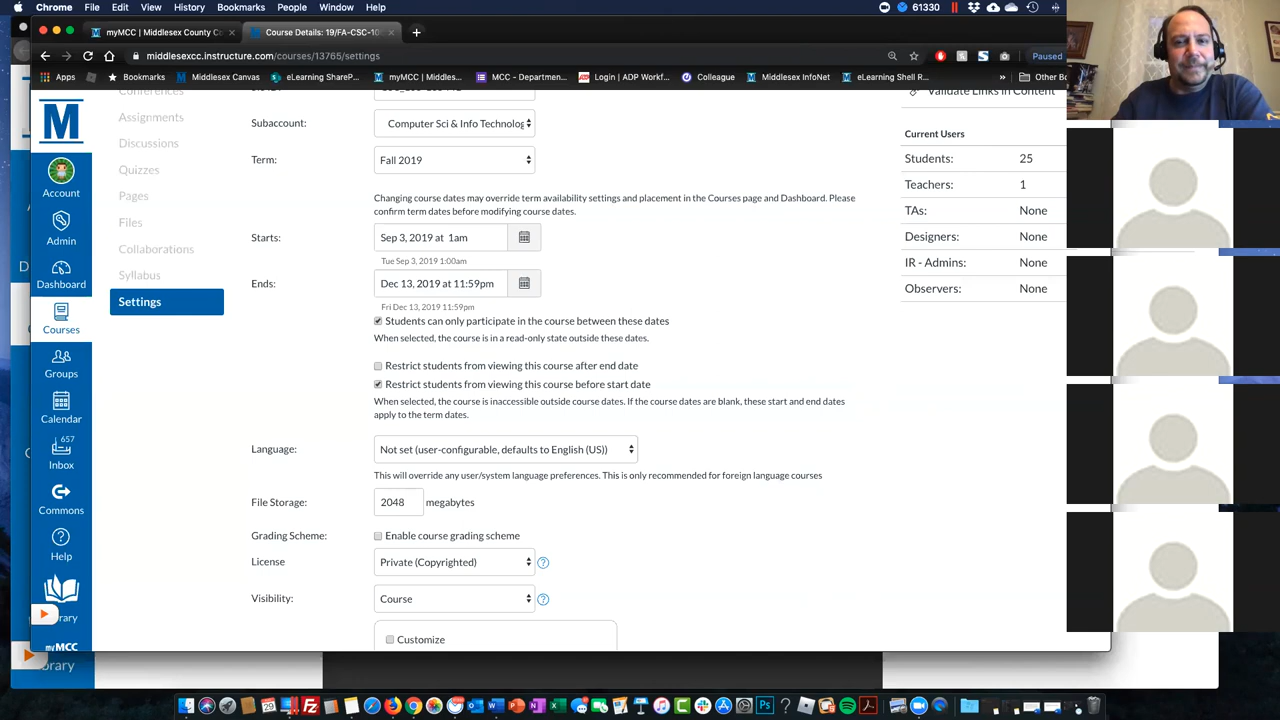 Chrome File Edit View History Bookmarks People Window Help 61330
myMCC | Middlesex County Co × Course Details: 19/FA-CSC-10 × +
middlesexcc.instructure.com/courses/13765/settings Paused
Apps Bookmarks Middlesex Canvas eLearning ShareP... myMCC | Middles... MCC - Departmen... Login | ADP Workf... Colleague Middlesex InfoNet eLearning Shell R... » Other Bo
M
Account
Admin
Dashboard
Courses
Groups
Calendar
657
Inbox
Commons
Help
rary
myMCC
brary
Conferences
Assignments
Discussions
Quizzes
Pages
Files
Collaborations
Syllabus
Settings
Subaccount: Computer Sci & Info Technolog
Term: Fall 2019
Changing course dates may override term availability settings and placement in the Courses page and Dashboard. Please
confirm term dates before modifying course dates.
Starts: Sep 3, 2019 at 1am
Tue Sep 3, 2019 1:00am
Ends: Dec 13, 2019 at 11:59pm
Fri Dec 13, 2019 11:59pm
Students can only participate in the course between these dates
When selected, the course is in a read-only state outside these dates.
Restrict students from viewing this course after end date
Restrict students from viewing this course before start date
When selected, the course is inaccessible outside course dates. If the course dates are blank, these start and end dates
apply to the term dates.
Language: Not set (user-configurable, defaults to English (US))
This will override any user/system language preferences. This is only recommended for foreign language courses
File Storage: 2048 megabytes
Grading Scheme: Enable course grading scheme
License Private (Copyrighted) ?
Visibility: Course ?
Customize
Validate Links in Content
Current Users
Students: 25
Teachers: 1
TAs: None
Designers: None
IR - Admins: None
Observers: None